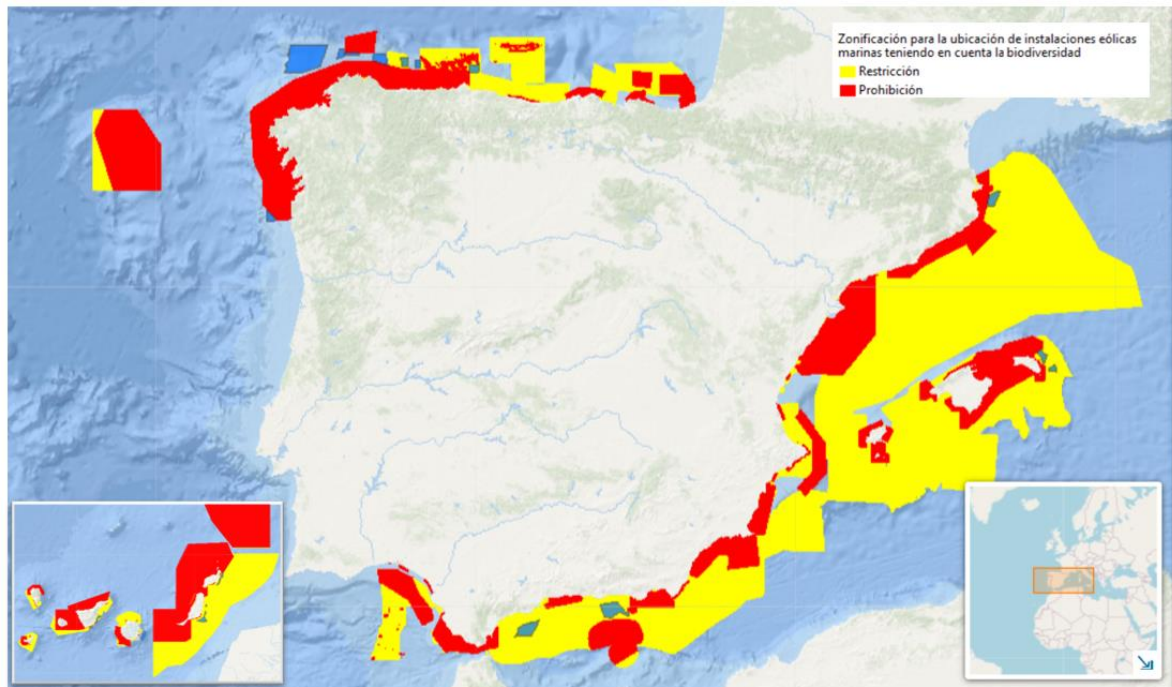 Zonificación para la ubicación de instalaciones eólicas
marinas teniendo en cuenta la biodiversidad
Restricción
Prohibición